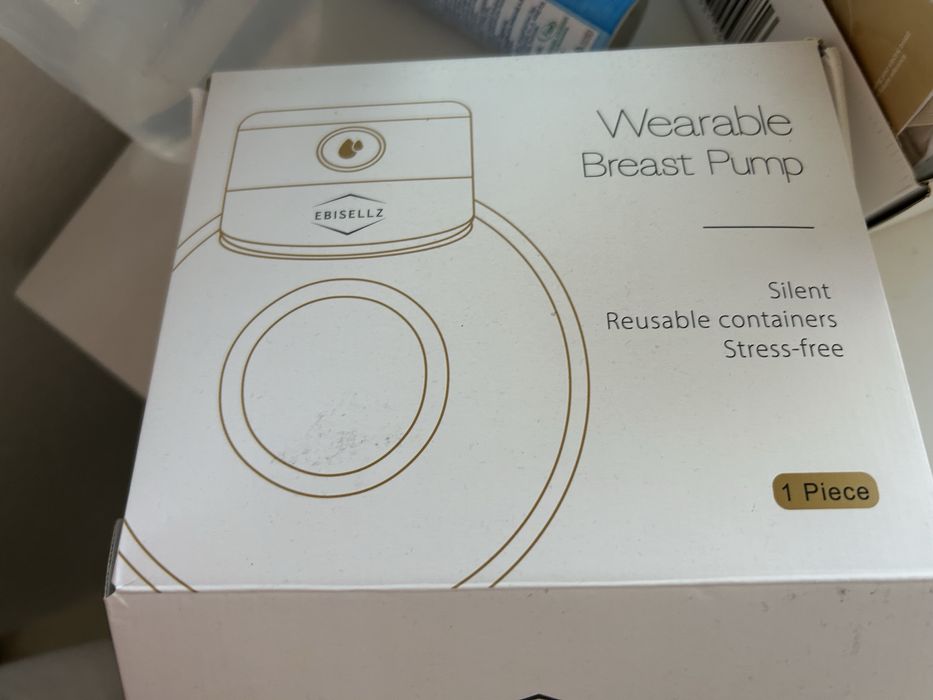 Wearable
Breast Pump
EBISELLZ
Silent
Reusable containers
Stress-free
1 Piece